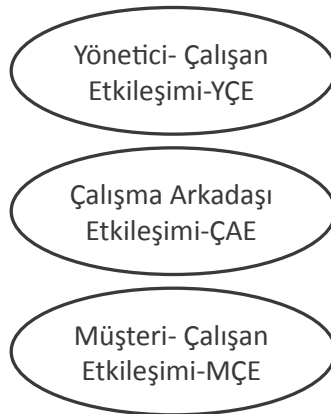 Yönetici- Çalışan
Etkileşimi-YÇE
Çalışma Arkadaşı
Etkileşimi-ÇAE
Müşteri- Çalışan
Etkileşimi-MÇE